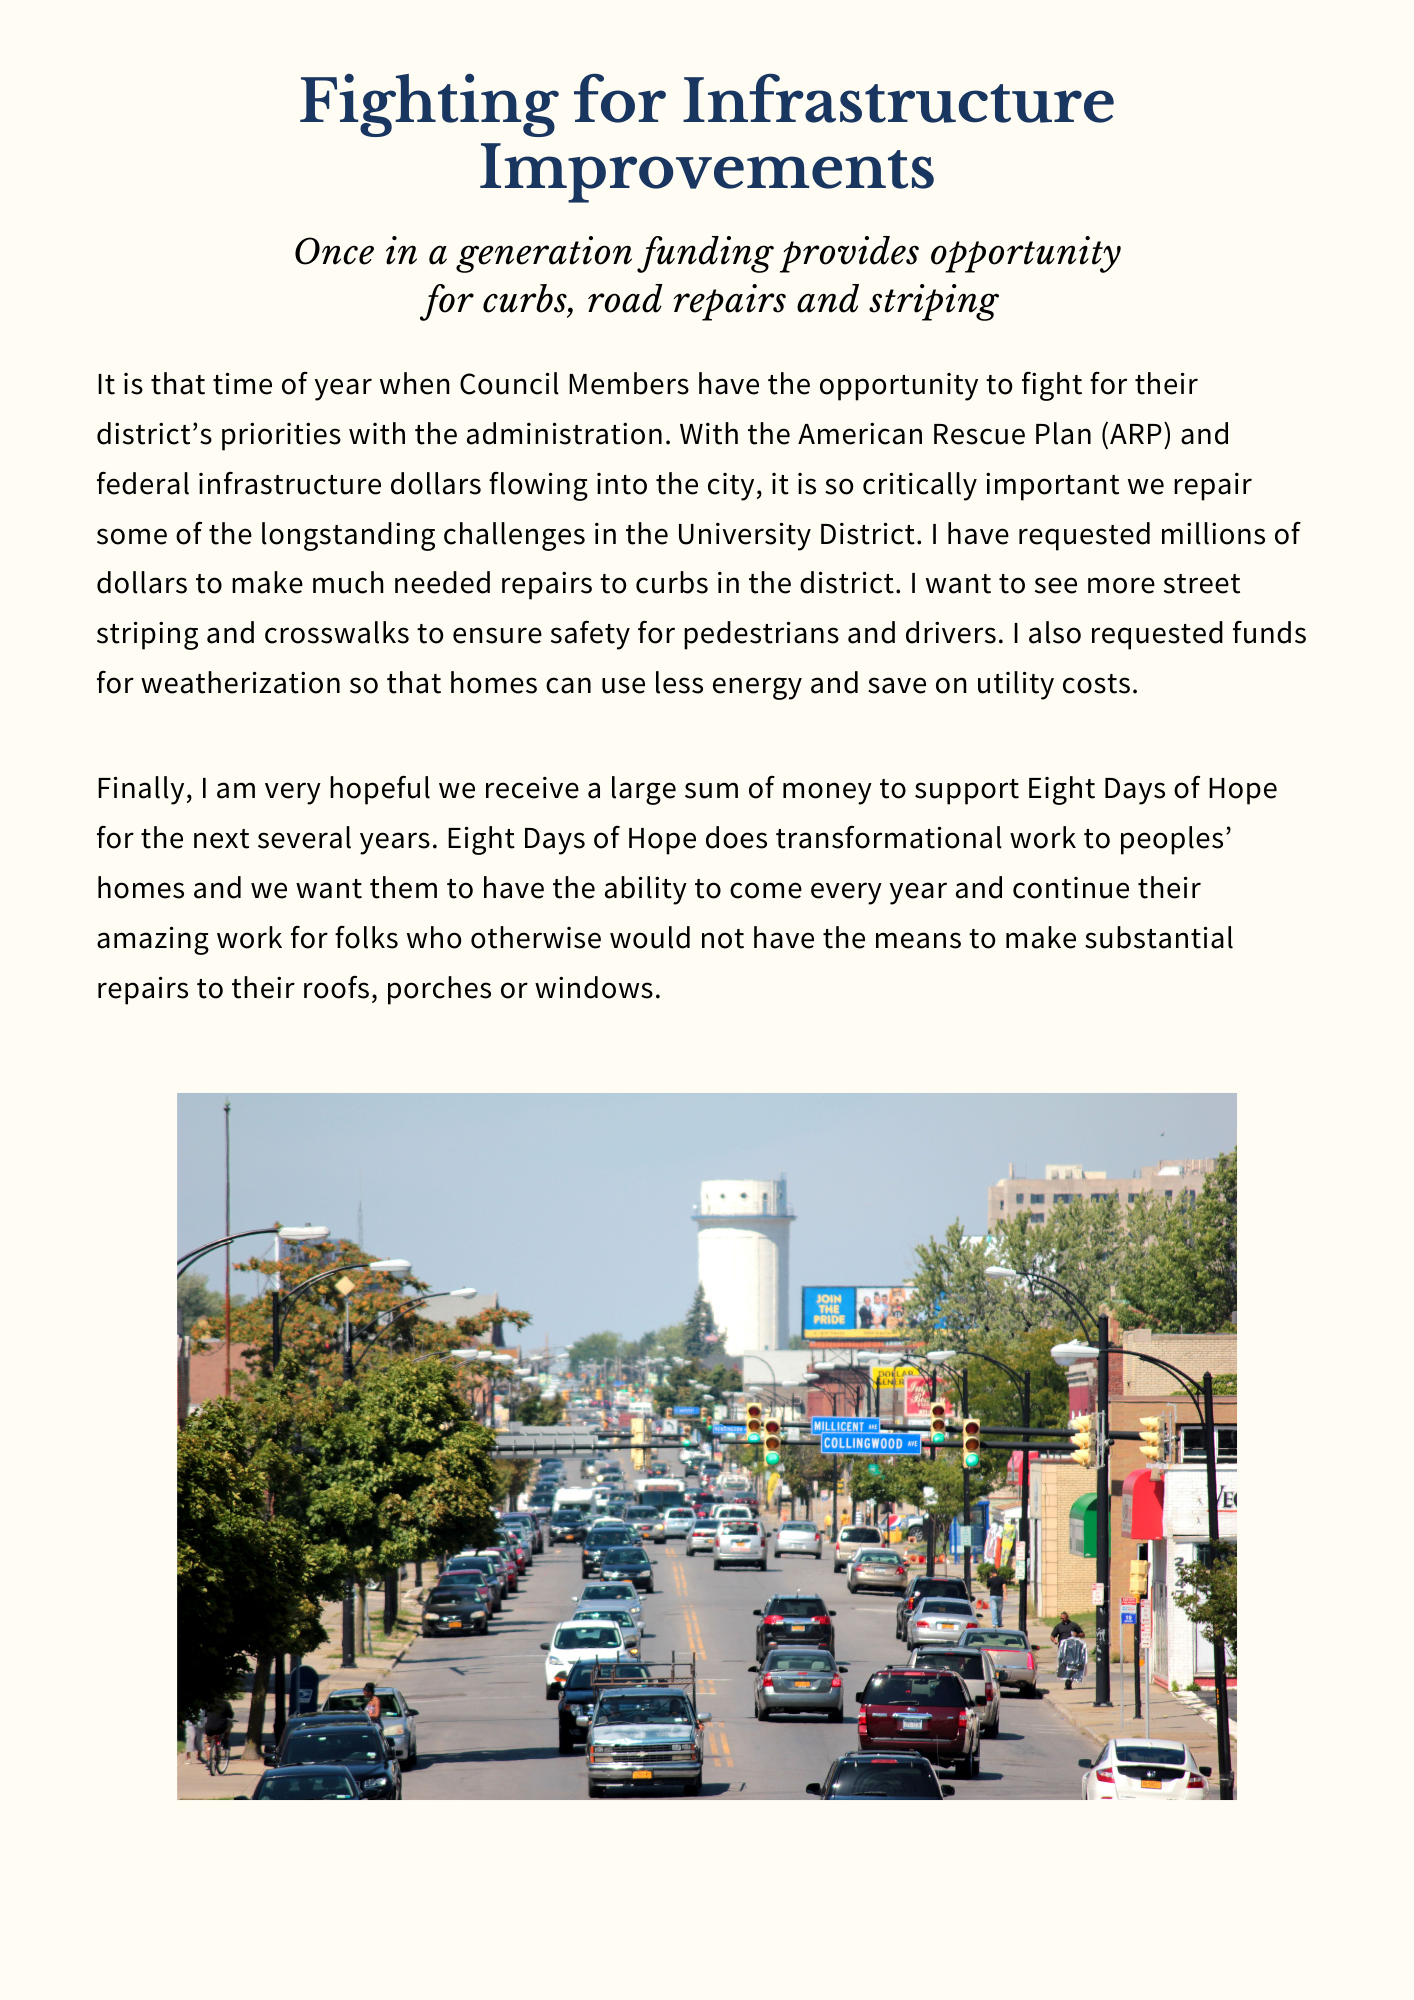 Fighting for Infrastructure
Improvements
Once in a generation funding provides opportunity
for curbs, road repairs and striping
It is that time of year when Council Members have the opportunity to fight for their
district’s priorities with the administration. With the American Rescue Plan (ARP) and
federal infrastructure dollars flowing into the city, it is so critically important we repair
some of the longstanding challenges in the University District. I have requested millions of
dollars to make much needed repairs to curbs in the district. I want to see more street
striping and crosswalks to ensure safety for pedestrians and drivers. I also requested funds
for weatherization so that homes can use less energy and save on utility costs.
Finally, I am very hopeful we receive a large sum of money to support Eight Days of Hope
for the next several years. Eight Days of Hope does transformational work to peoples’
homes and we want them to have the ability to come every year and continue their
amazing work for folks who otherwise would not have the means to make substantial
repairs to their roofs, porches or windows.
JOIN
THE
PRIDE
DOLLAR
GENERAL
MILLICENT AVE
COLLINGWOOD AVE